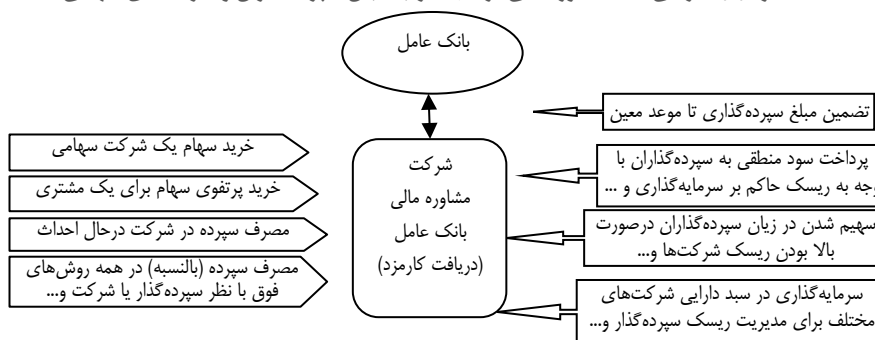 بانک عامل
تضمین مبلغ سپرده‌گذاری تا موعد معین
پرداخت سود منطقی به سپرده‌گذاران با
وجه به ریسک حاکم بر سرمایه‌گذاری و ...
سهیم شدن در زیان سپرده‌گذاران درصورت
بالا بودن ریسک شرکت‌ها و...
سرمایه‌گذاری در سبد دارایی شرکت‌های
مختلف برای مدیریت ریسک سپرده‌گذار و...
شرکت
مشاوره مالی
بانک عامل
(دریافت کارمزد)
خرید سهام یک شرکت سهامی
خرید پرتفوی سهام برای یک مشتری
مصرف سپرده در شرکت درحال احداث
مصرف سپرده (بالنسبه) در همه روش‌های
فوق با نظر سپرده‌گذار یا شرکت و...